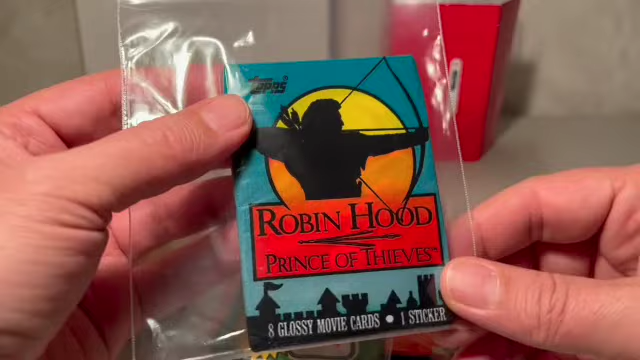 Topps®
ROBIN HOOD
PRINCE OF THIEVES™
8 GLOSSY MOVIE CARDS • 1 STICKER